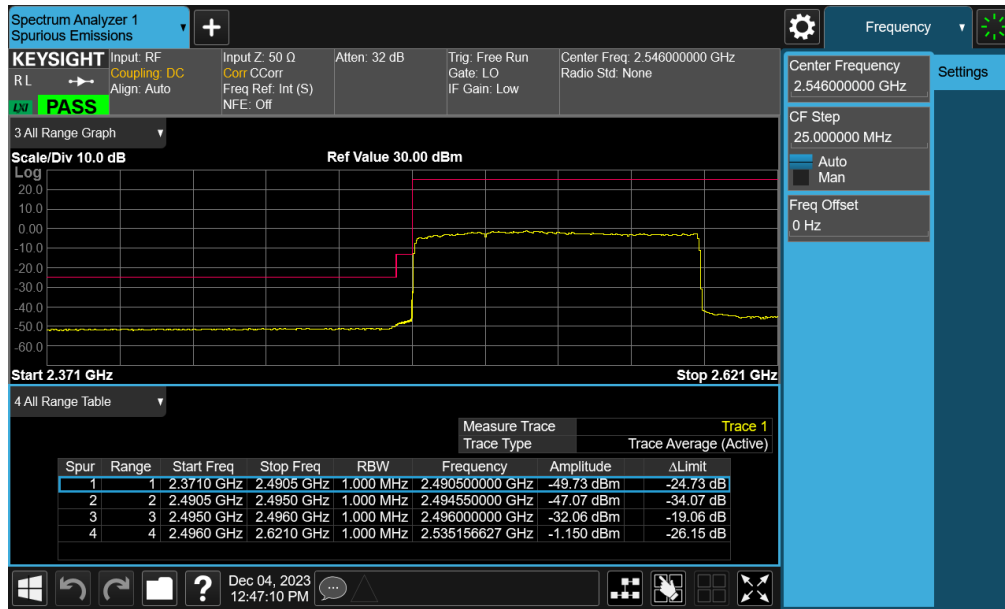 Spectrum Analyzer 1
Spurious Emissions
+
Frequency
KEYSIGHT
R L
LXI PASS
Input: RF
Coupling: DC
Align: Auto
Input Z: 50 Ω
Corr CCorr
Freq Ref: Int (S)
NFE: Off
Atten: 32 dB
Trig: Free Run
Gate: LO
IF Gain: Low
Center Freq: 2.546000000 GHz
Radio Std: None
Center Frequency
2.546000000 GHz
Settings
CF Step
25.000000 MHz
Auto
Man
Freq Offset
0 Hz
3 All Range Graph
Scale/Div 10.0 dB Ref Value 30.00 dBm
Log
20.0
10.0
0.00
-10.0
-20.0
-30.0
-40.0
-50.0
-60.0
Start 2.371 GHz Stop 2.621 GHz
4 All Range Table
Measure Trace Trace 1
Trace Type Trace Average (Active)
Spur Range Start Freq Stop Freq RBW Frequency Amplitude ΔLimit
1 1 2.3710 GHz 2.4905 GHz 1.000 MHz 2.490500000 GHz -49.73 dBm -24.73 dB
2 2 2.4905 GHz 2.4950 GHz 1.000 MHz 2.494550000 GHz -47.07 dBm -34.07 dB
3 3 2.4950 GHz 2.4960 GHz 1.000 MHz 2.496000000 GHz -32.06 dBm -19.06 dB
4 4 2.4960 GHz 2.6210 GHz 1.000 MHz 2.535156627 GHz -1.150 dBm -26.15 dB
?
Dec 04, 2023
12:47:10 PM